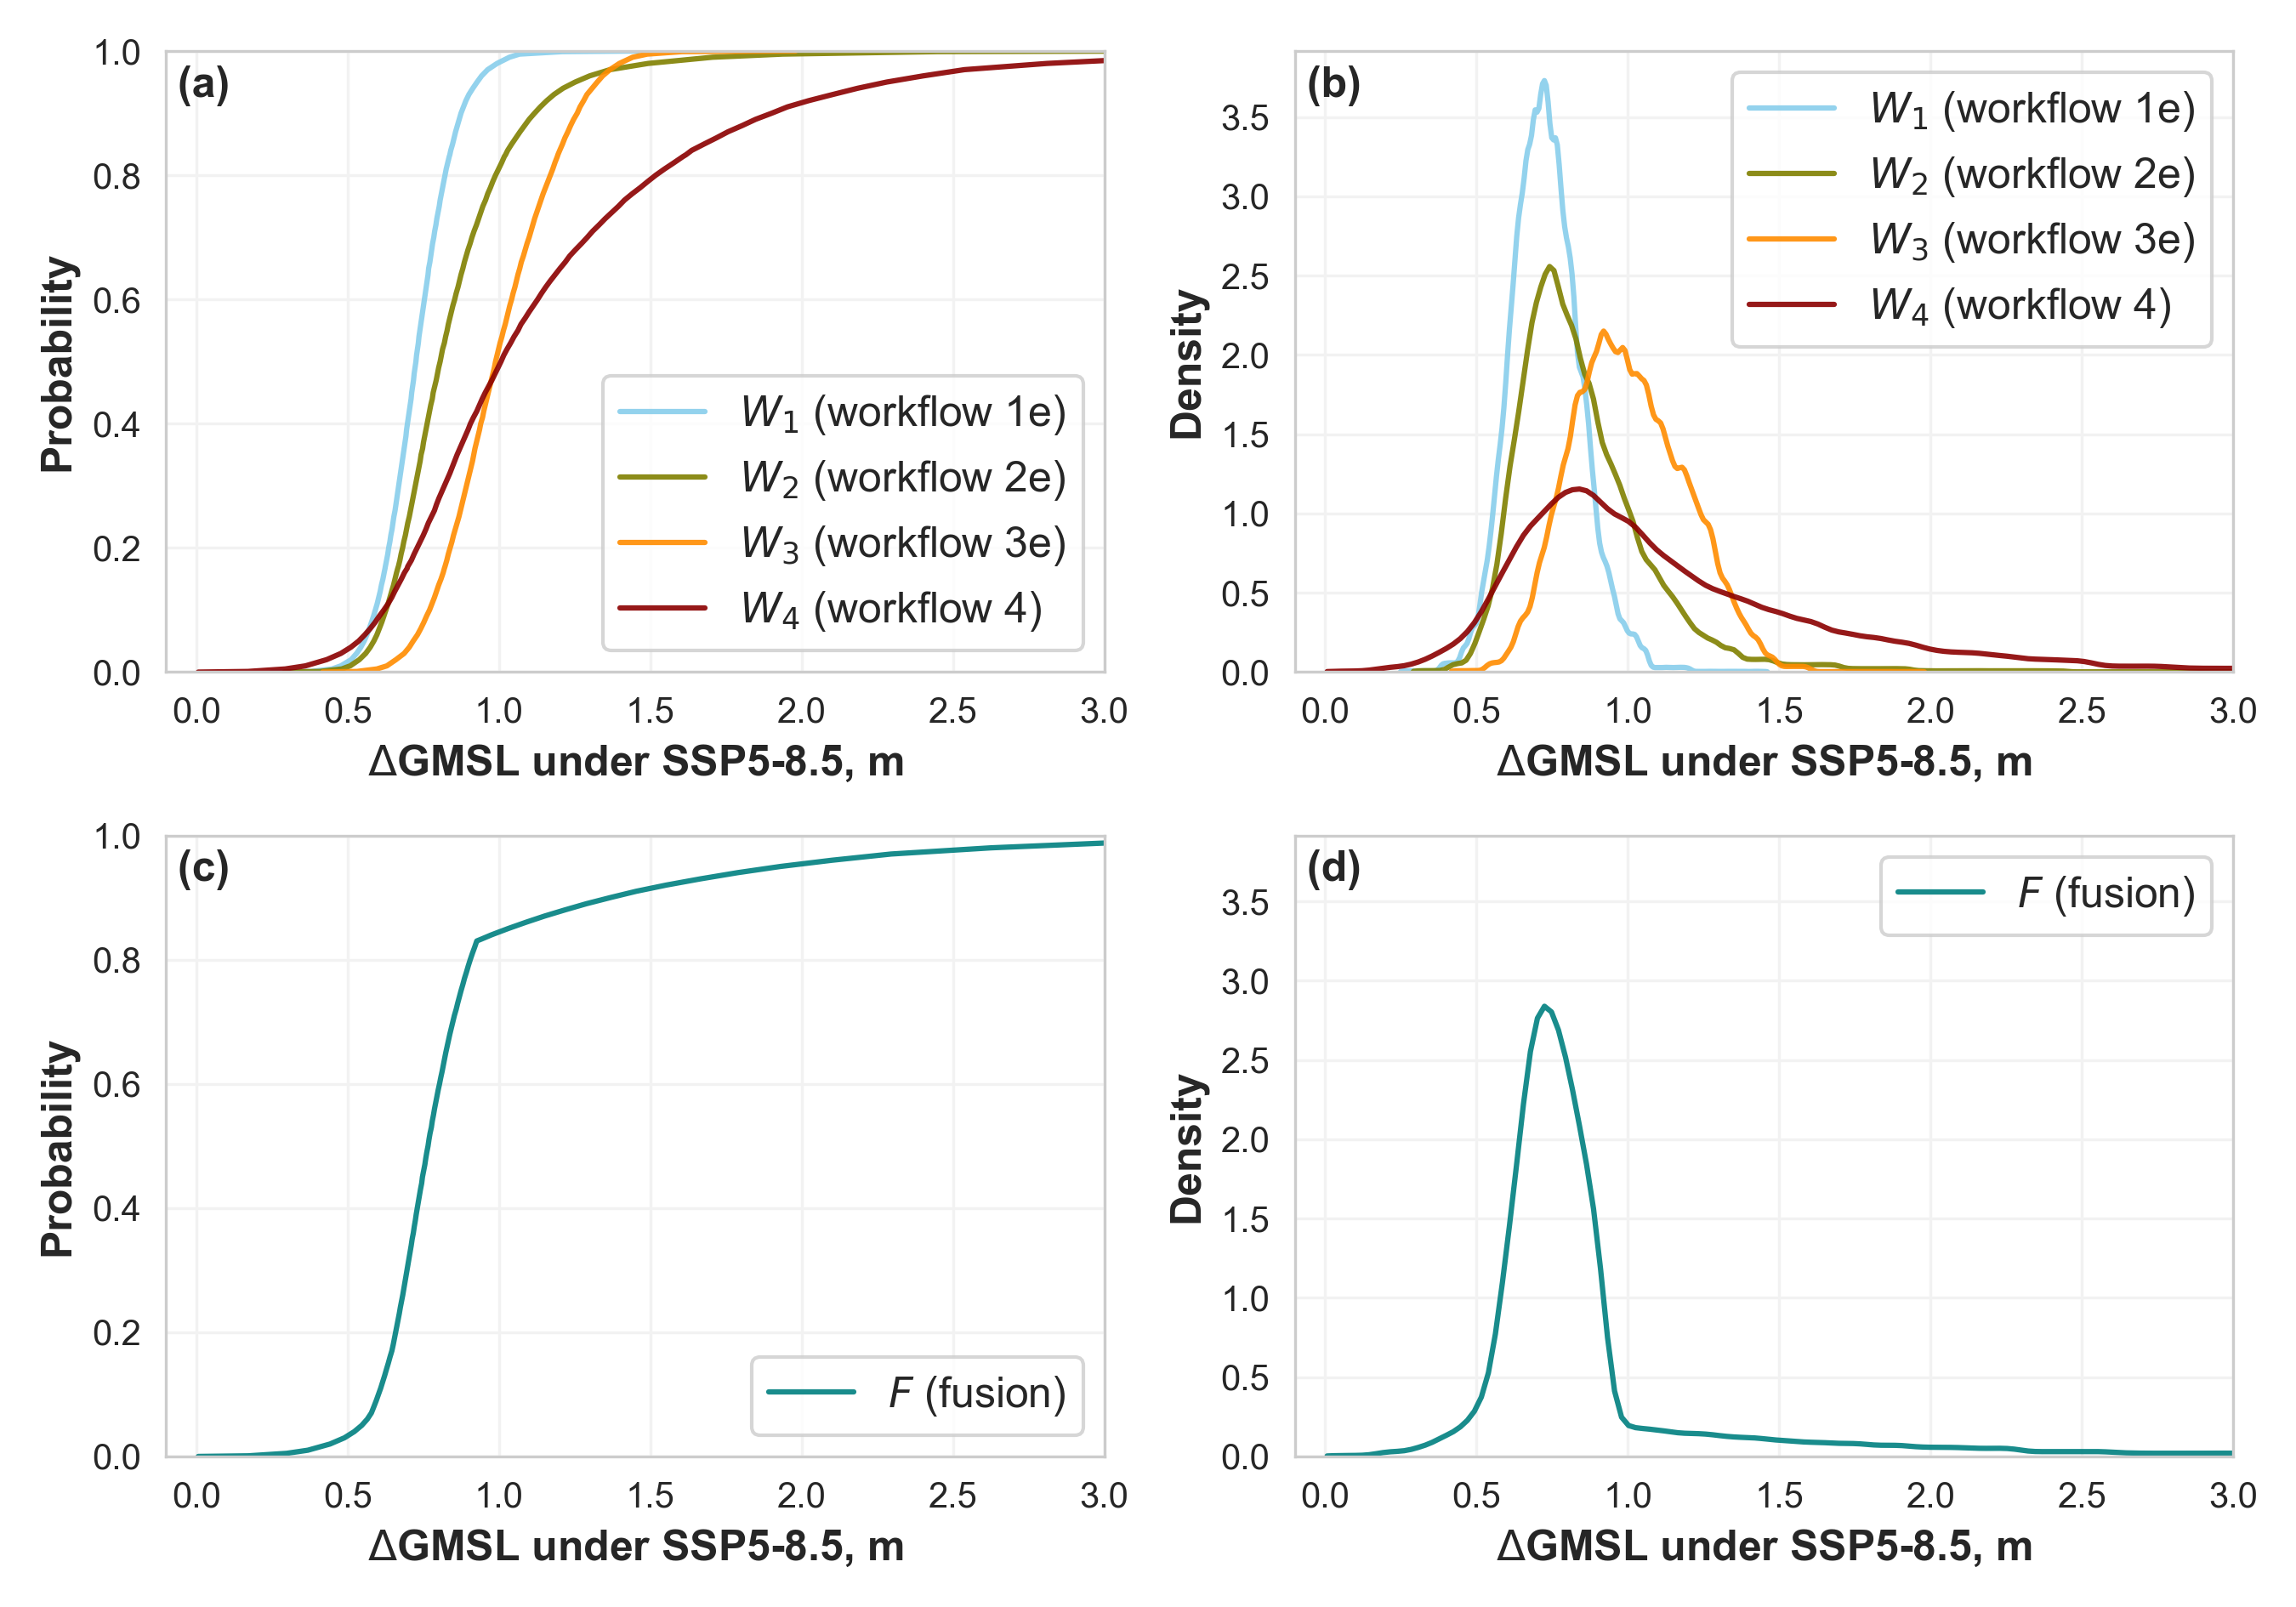 (a)
1.0
0.8
0.6
0.4
0.2
0.0
Probability
W1 (workflow 1e)
W2 (workflow 2e)
W3 (workflow 3e)
W4 (workflow 4)
0.0 0.5 1.0 1.5 2.0 2.5 3.0
ΔGMSL under SSP5-8.5, m
(b)
3.5
3.0
2.5
2.0
1.5
1.0
0.5
0.0
Density
W1 (workflow 1e)
W2 (workflow 2e)
W3 (workflow 3e)
W4 (workflow 4)
0.0 0.5 1.0 1.5 2.0 2.5 3.0
ΔGMSL under SSP5-8.5, m
(c)
1.0
0.8
0.6
0.4
0.2
0.0
Probability
F (fusion)
0.0 0.5 1.0 1.5 2.0 2.5 3.0
ΔGMSL under SSP5-8.5, m
(d)
3.5
3.0
2.5
2.0
1.5
1.0
0.5
0.0
Density
F (fusion)
0.0 0.5 1.0 1.5 2.0 2.5 3.0
ΔGMSL under SSP5-8.5, m